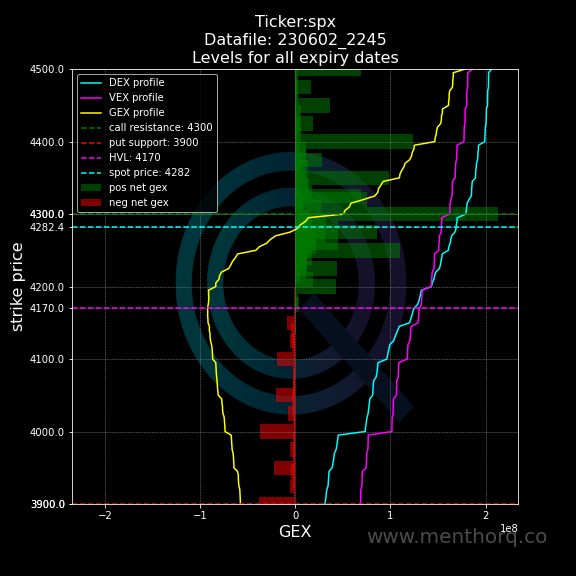 Ticker:spx
Datafile: 230602_2245
Levels for all expiry dates
DEX profile
VEX profile
GEX profile
call resistance: 4300
put support: 3900
HVL: 4170
spot price: 4282
pos net gex
neg net gex
4500.0
4400.0
4300.0
4282.4
4200.0
4170.0
4100.0
4000.0
3900.0
strike price
−2
−1
0
1
2
1e8
GEX
www.menthorq.co